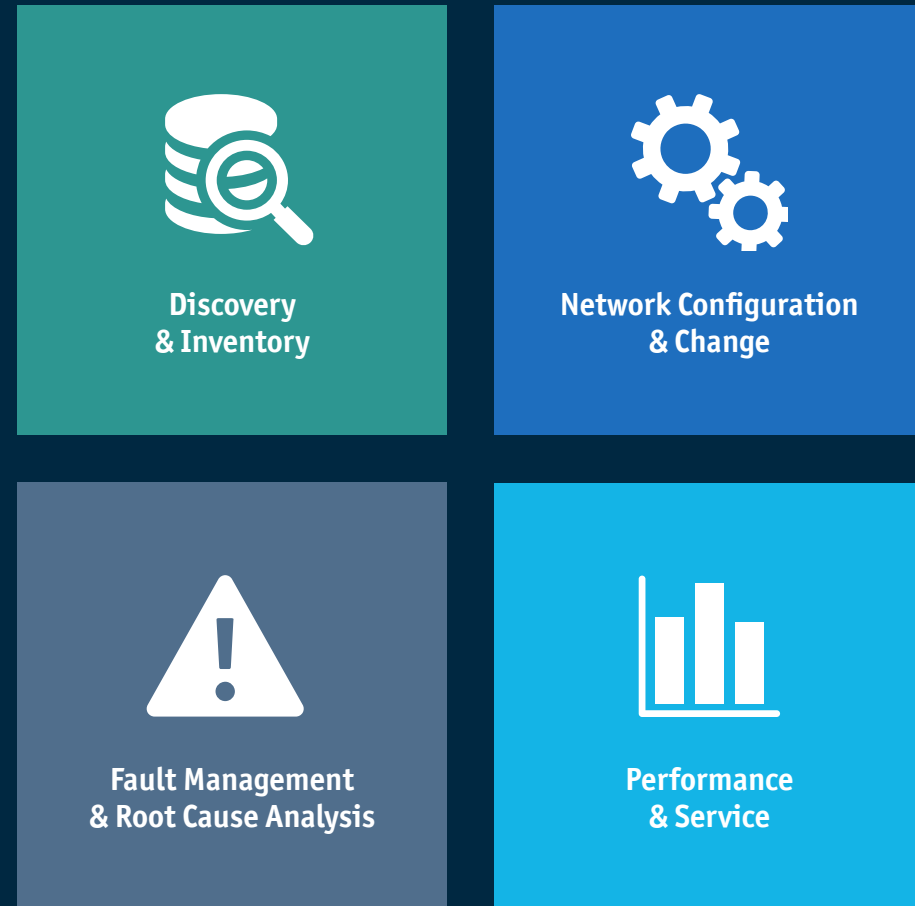 Discovery
& Inventory
Network Configuration
& Change
Fault Management
& Root Cause Analysis
Performance
& Service